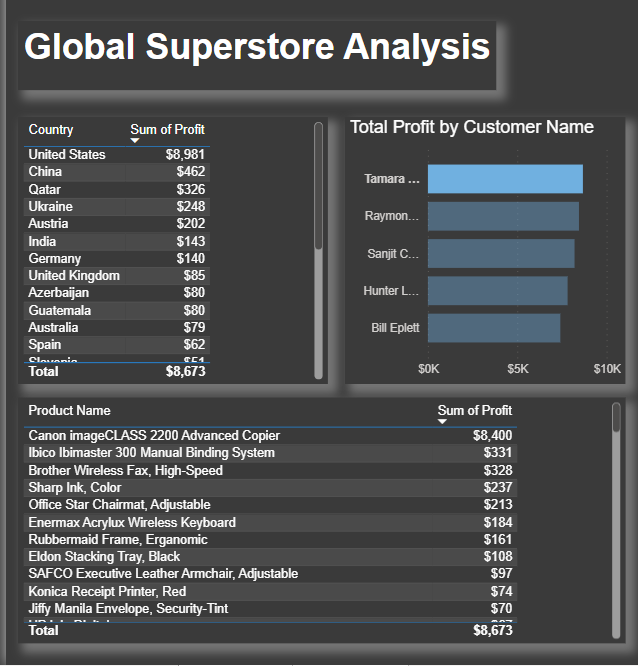 Global Superstore Analysis
Country Sum of Profit
United States $8,981
China $462
Qatar $326
Ukraine $248
Austria $202
India $143
Germany $140
United Kingdom $85
Azerbaijan $80
Guatemala $80
Australia $79
Spain $62
Slovenia $51
Total $8,673
Total Profit by Customer Name
Tamara ...
Raymon...
Sanjit C...
Hunter L...
Bill Eplett
$0K $5K $10K
Product Name Sum of Profit
Canon imageCLASS 2200 Advanced Copier $8,400
Ibico Ibimaster 300 Manual Binding System $331
Brother Wireless Fax, High-Speed $328
Sharp Ink, Color $237
Office Star Chairmat, Adjustable $213
Enermax Acrylux Wireless Keyboard $184
Rubbermaid Frame, Erganomic $161
Eldon Stacking Tray, Black $108
SAFCO Executive Leather Armchair, Adjustable $97
Konica Receipt Printer, Red $74
Jiffy Manila Envelope, Security-Tint $70
Total $8,673